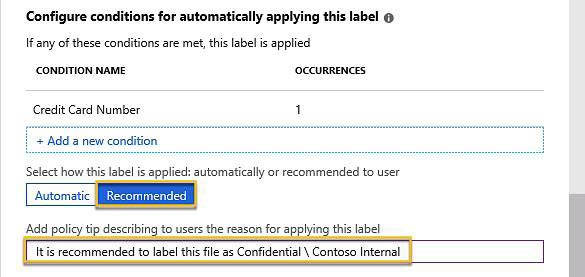 Configure conditions for automatically applying this label
If any of these conditions are met, this label is applied
CONDITION NAME OCCURRENCES
Credit Card Number 1
+ Add a new condition
Select how this label is applied: automatically or recommended to user
Automatic Recommended
Add policy tip describing to users the reason for applying this label
It is recommended to label this file as Confidential \ Contoso Internal